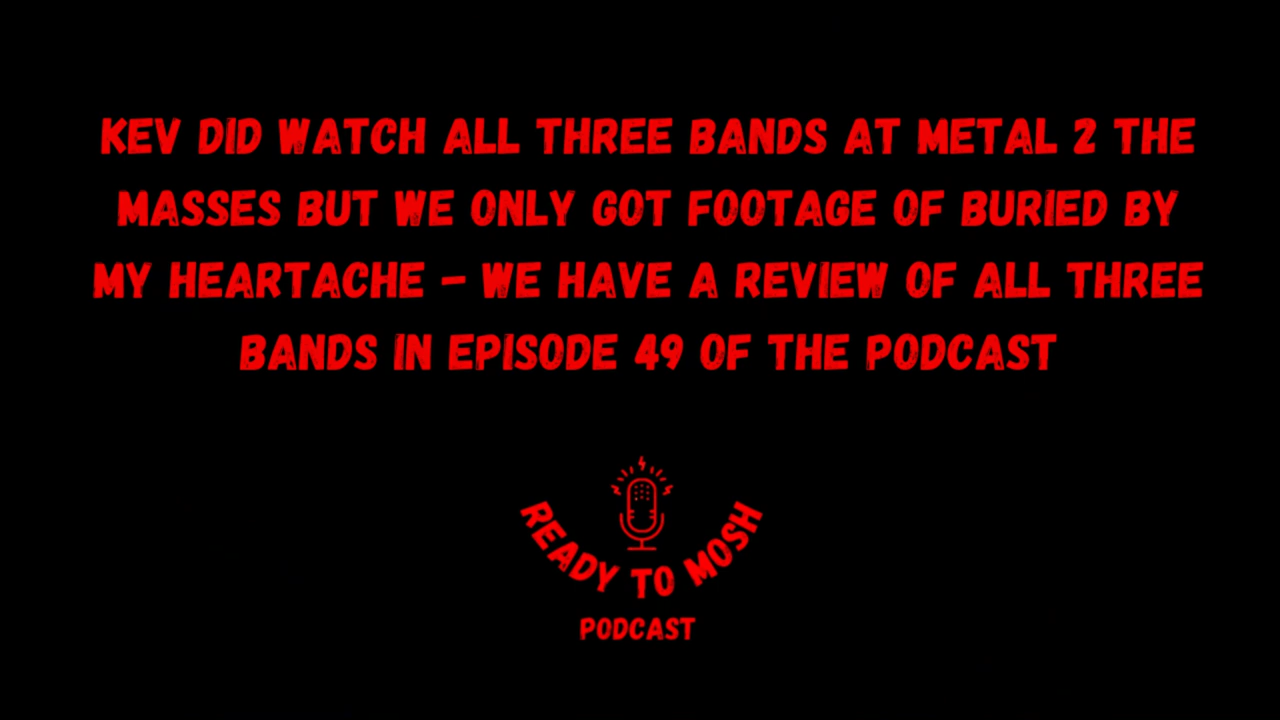 KEV DID WATCH ALL THREE BANDS AT METAL 2 THE
MASSES BUT WE ONLY GOT FOOTAGE OF BURIED BY
MY HEARTACHE - WE HAVE A REVIEW OF ALL THREE
BANDS IN EPISODE 49 OF THE PODCAST
READY TO MOSH
PODCAST